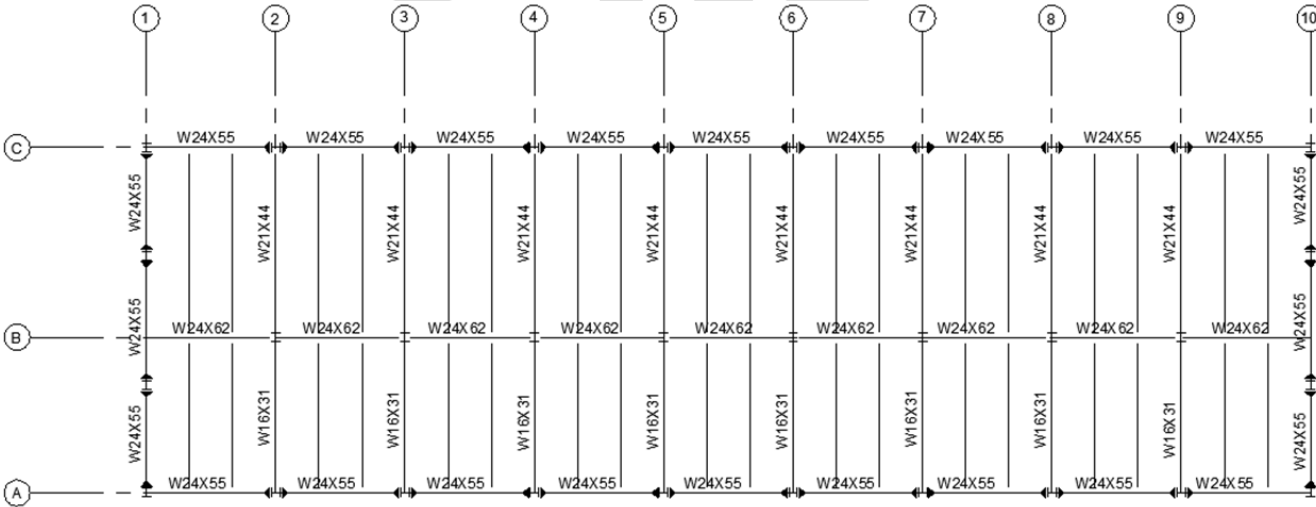 1 2 3 4 5 6 7 8 9 10
C
W24X55 W24X55 W24X55 W24X55 W24X55 W24X55 W24X55 W24X55 W24X55
W24X55 W21X44 W21X44 W21X44 W21X44 W21X44 W21X44 W21X44 W21X44 W24X55
B
W24X55 W24X62 W24X62 W24X62 W24X62 W24X62 W24X62 W24X62 W24X62 W24X62 W24X55
W24X55 W16X31 W16X31 W16X31 W16X31 W16X31 W16X31 W16X31 W16X31 W24X55
A
W24X55 W24X55 W24X55 W24X55 W24X55 W24X55 W24X55 W24X55 W24X55